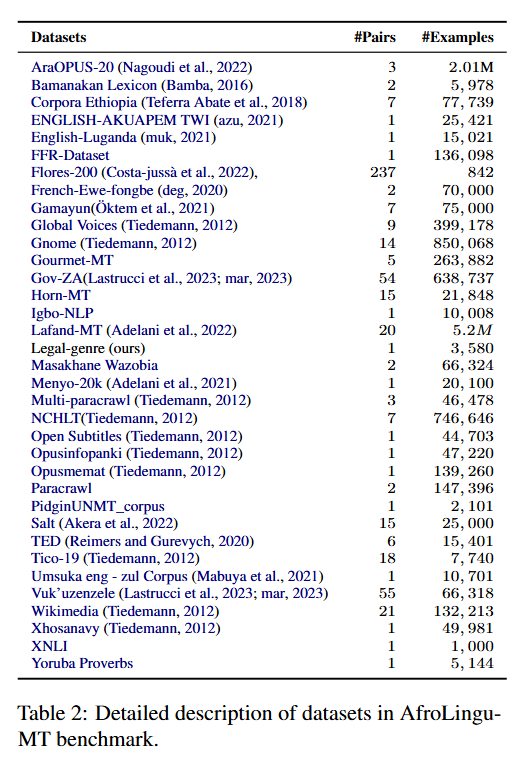 Datasets #Pairs #Examples
AraOPUS-20 (Nagoudi et al., 2022) 3 2.01M
Bamanakan Lexicon (Bamba, 2016) 2 5,978
Corpora Ethiopia (Teferra Abate et al., 2018) 7 77,739
ENGLISH-AKUAPEM TWI (azu, 2021) 1 25,421
English-Luganda (muk, 2021) 1 15,021
FFR-Dataset 1 136,098
Flores-200 (Costa-jussà et al., 2022), 237 842
French-Ewe-fongbe (deg, 2020) 2 70,000
Gamayun(Öktem et al., 2021) 7 75,000
Global Voices (Tiedemann, 2012) 9 399,178
Gnome (Tiedemann, 2012) 14 850,068
Gourmet-MT 5 263,882
Gov-ZA(Lastrucci et al., 2023; mar, 2023) 54 638,737
Horn-MT 15 21,848
Igbo-NLP 1 10,008
Lafand-MT (Adelani et al., 2022) 20 5.2M
Legal-genre (ours) 1 3,580
Masakhane Wazobia 2 66,324
Menyo-20k (Adelani et al., 2021) 1 20,100
Multi-paracrawl (Tiedemann, 2012) 3 46,478
NCHLT(Tiedemann, 2012) 7 746,646
Open Subtitles (Tiedemann, 2012) 1 44,703
Opusinfopanki (Tiedemann, 2012) 1 47,220
Opusmemat (Tiedemann, 2012) 1 139,260
Paracrawl 2 147,396
PidginUNMT_corpus 1 2,101
Salt (Akera et al., 2022) 15 25,000
TED (Reimers and Gurevych, 2020) 6 15,401
Tico-19 (Tiedemann, 2012) 18 7,740
Umsuka eng - zul Corpus (Mabuya et al., 2021) 1 10,701
Vuk'uzenzele (Lastrucci et al., 2023; mar, 2023) 55 66,318
Wikimedia (Tiedemann, 2012) 21 132,213
Xhosanavy (Tiedemann, 2012) 1 49,981
XNLI 1 1,000
Yoruba Proverbs 1 5,144
Table 2: Detailed description of datasets in AfroLingu-
MT benchmark.